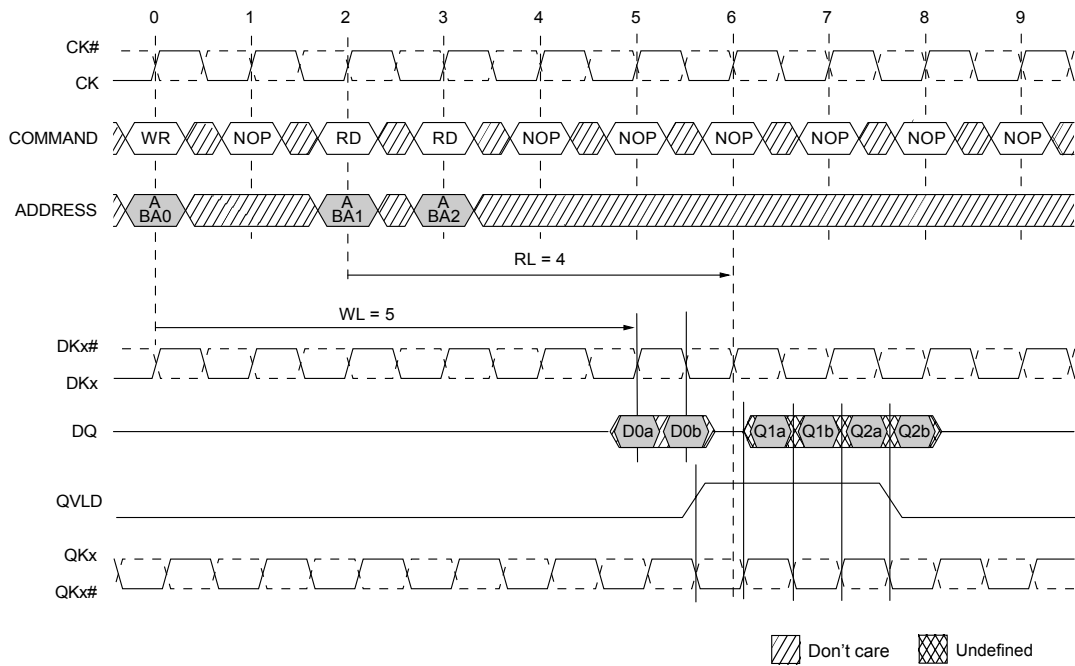 0 1 2 3 4 5 6 7 8 9
CK#
CK
COMMAND WR NOP RD RD NOP NOP NOP NOP NOP NOP
ADDRESS A BA0 A BA1 A BA2
RL = 4
WL = 5
DKx#
DKx
DQ D0a D0b Q1a Q1b Q2a Q2b
QVLD
QKx
QKx#
Don't care Undefined